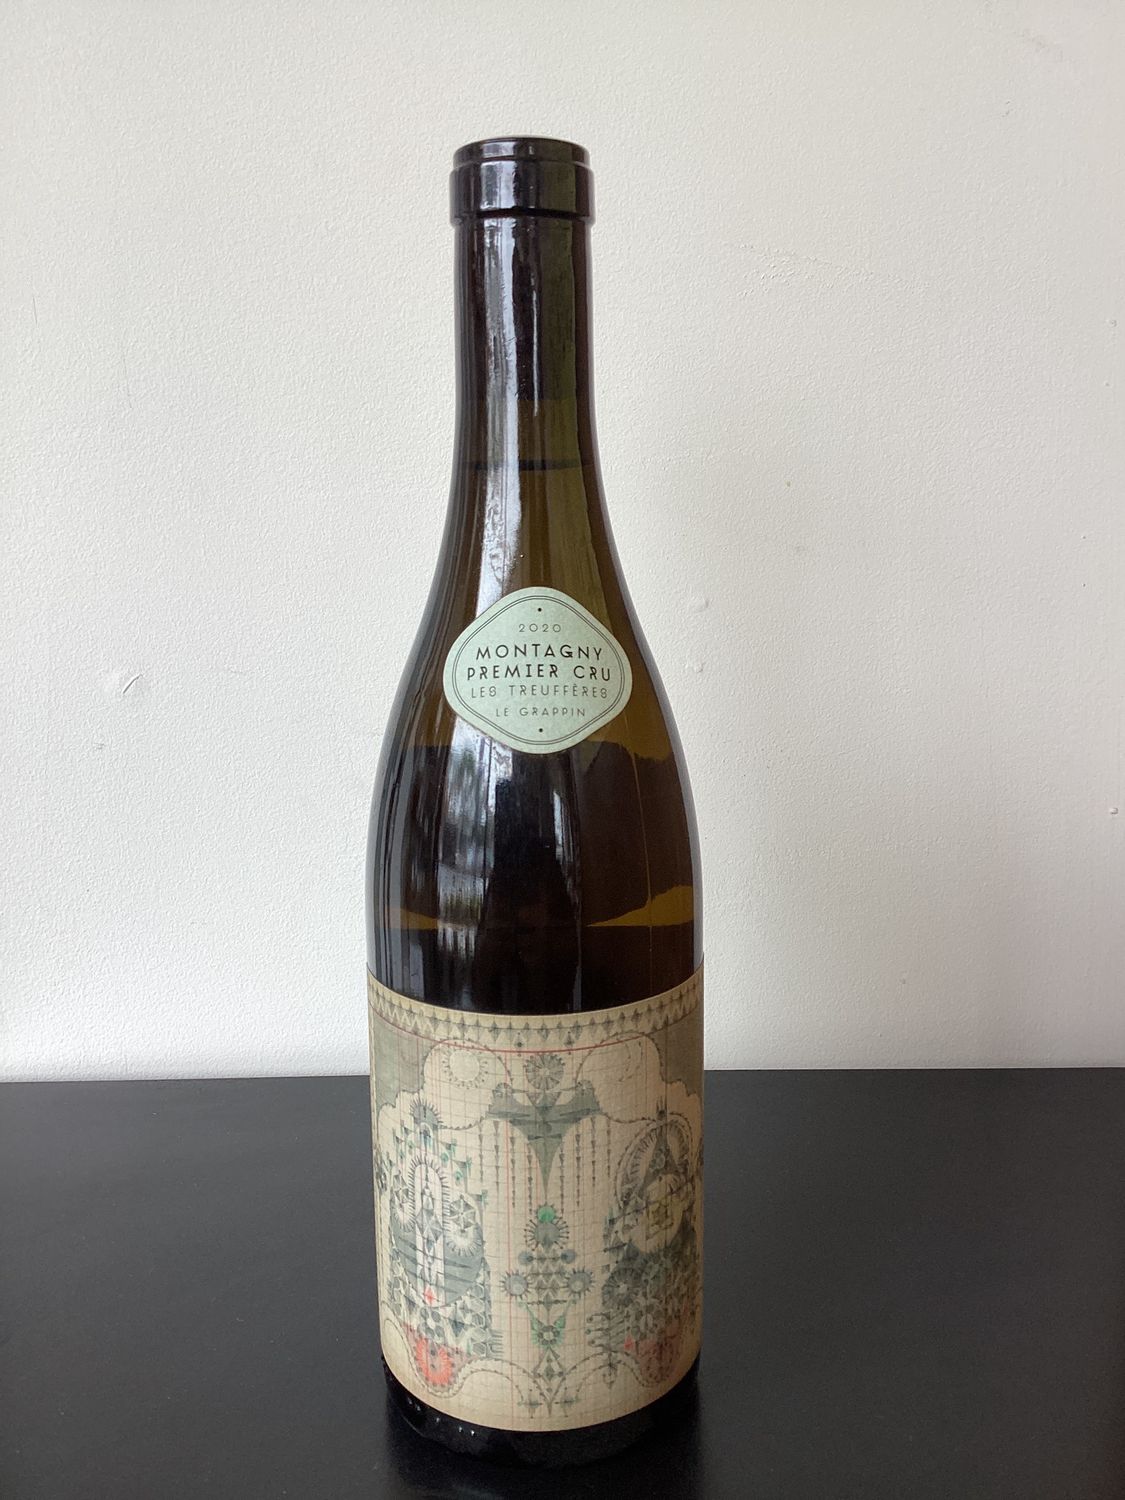 2020
MONTAGNY
PREMIER CRU
LES TREUFFÈRES
LE GRAPPIN